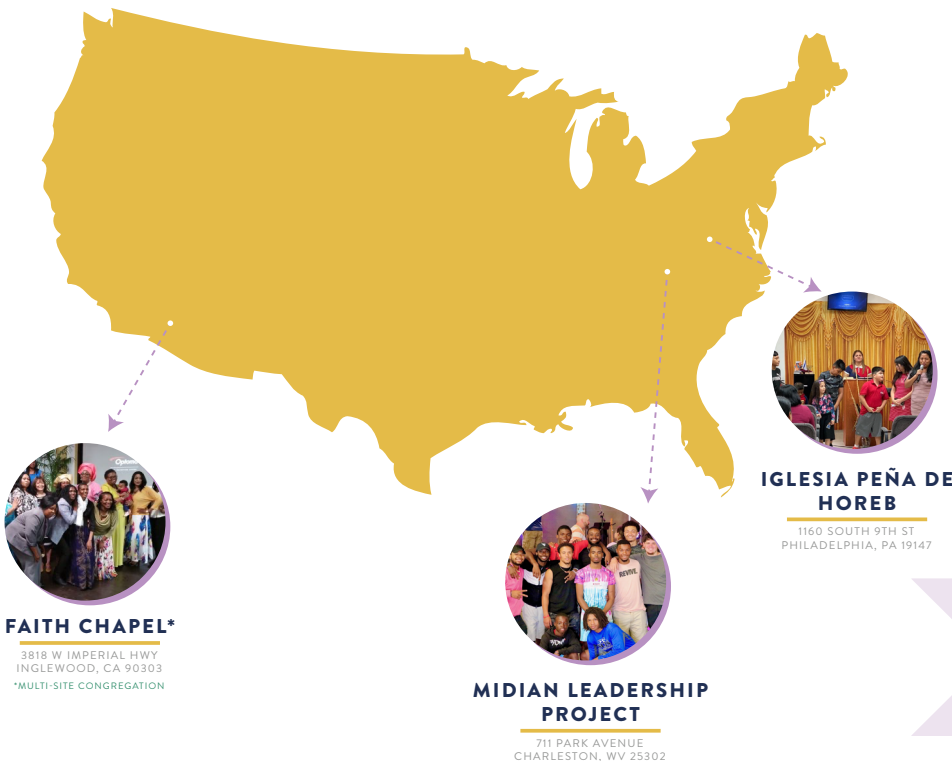 FAITH CHAPEL*
3818 W IMPERIAL HWY
INGLEWOOD, CA 90303
*MULTI-SITE CONGREGATION
MIDIAN LEADERSHIP
PROJECT
711 PARK AVENUE
CHARLESTON, WV 25302
IGLESIA PEÑA DE
HOREB
1160 SOUTH 9TH ST
PHILADELPHIA, PA 19147
REVIVE.